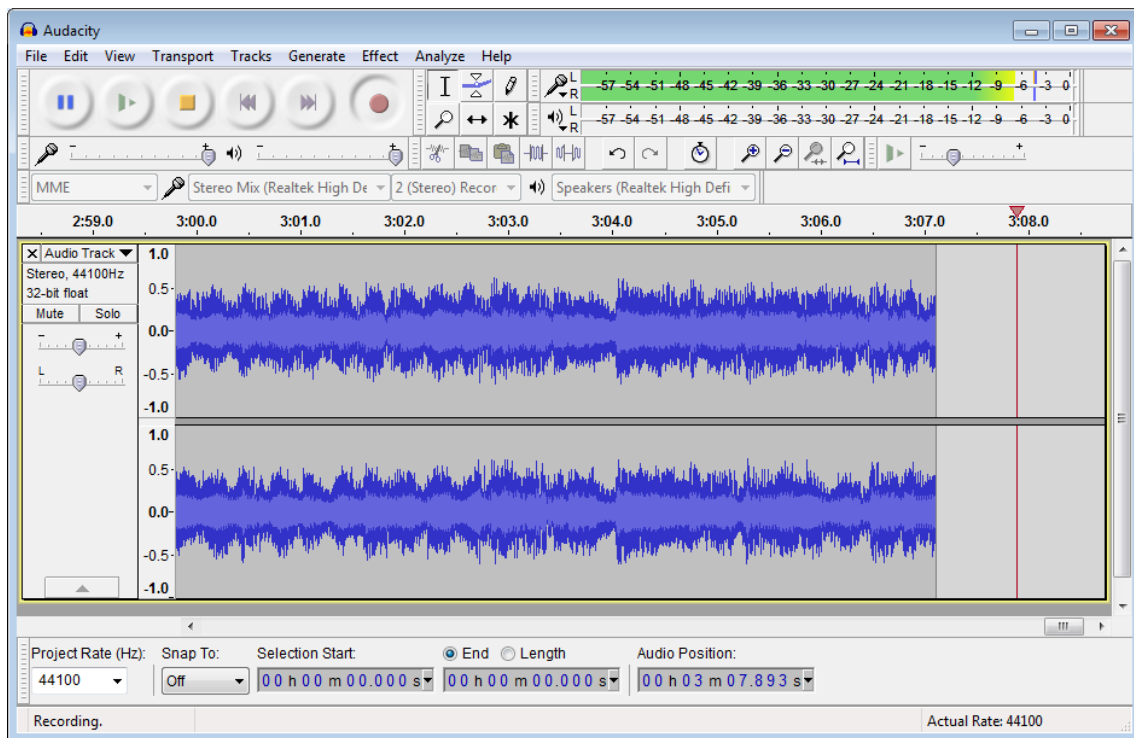 Audacity
File Edit View Transport Tracks Generate Effect Analyze Help
L
R
-57 -54 -51 -48 -45 -42 -39 -36 -33 -30 -27 -24 -21 -18 -15 -12 -9 -6 -3 0
L
R
-57 -54 -51 -48 -45 -42 -39 -36 -33 -30 -27 -24 -21 -18 -15 -12 -9 -6 -3 0
- + - + - +
MME Stereo Mix (Realtek High De 2 (Stereo) Recor Speakers (Realtek High Defi
2:59.0 3:00.0 3:01.0 3:02.0 3:03.0 3:04.0 3:05.0 3:06.0 3:07.0 3:08.0
X Audio Track 1.0
Stereo, 44100Hz
32-bit float 0.5
Mute Solo
- + 0.0
L R -0.5
-1.0
1.0
0.5
0.0
-0.5
-1.0
Project Rate (Hz): Snap To: Selection Start: End Length Audio Position:
44100 Off 00 h 00 m 00.000 s 00 h 00 m 00.000 s 00 h 03 m 07.893 s
Recording. Actual Rate: 44100